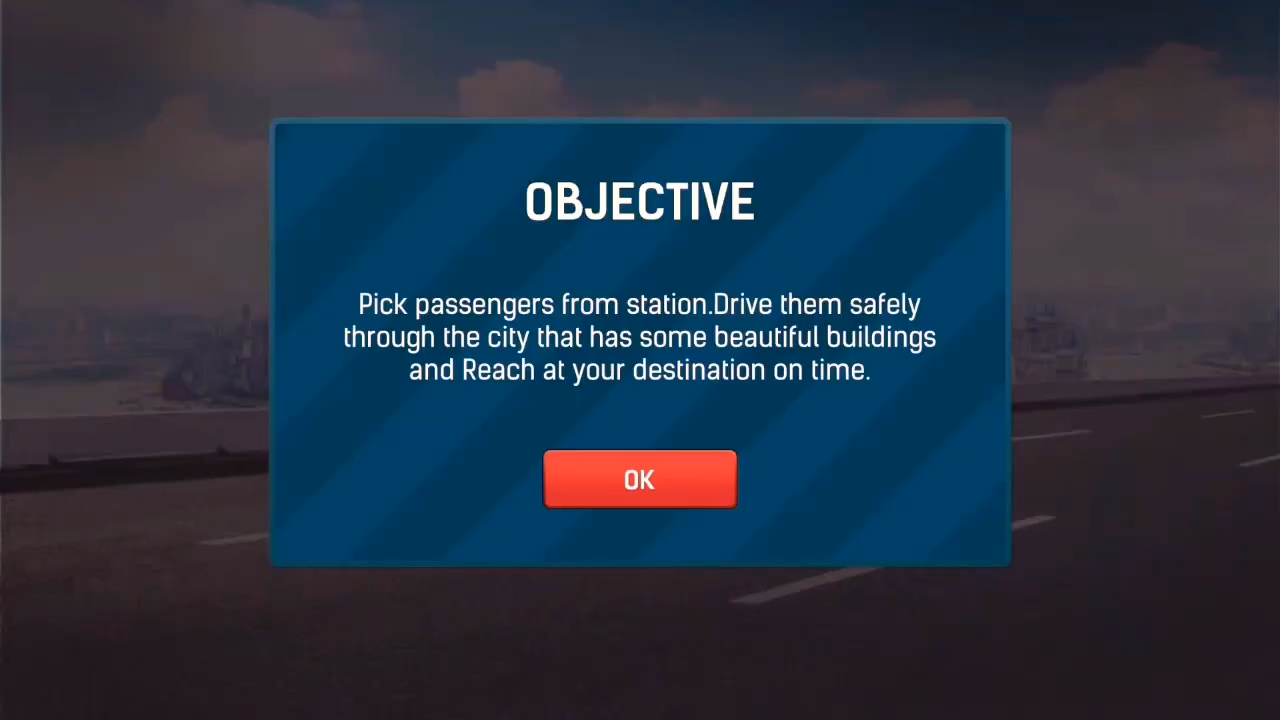 OBJECTIVE
Pick passengers from station.Drive them safely
through the city that has some beautiful buildings
and Reach at your destination on time.
OK